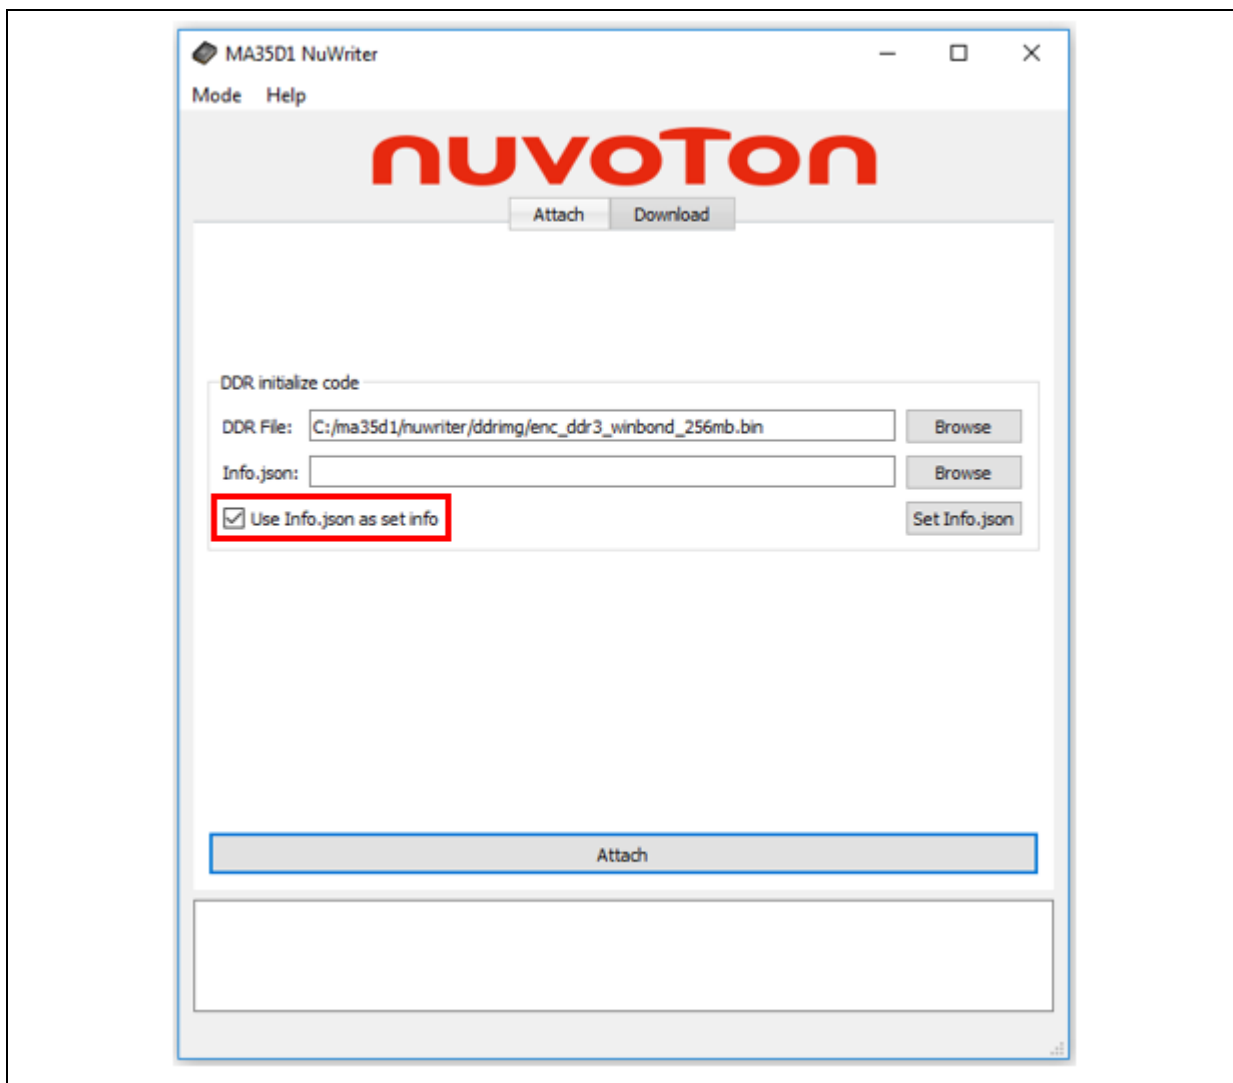 MA35D1 NuWriter
Mode Help
nuvoTon
Attach Download
DDR initialize code
DDR File: C:/ma35d1/nuwriter/ddrimg/enc_ddr3_winbond_256mb.bin Browse
Info.json: Browse
Use Info.json as set info Set Info.json
Attach